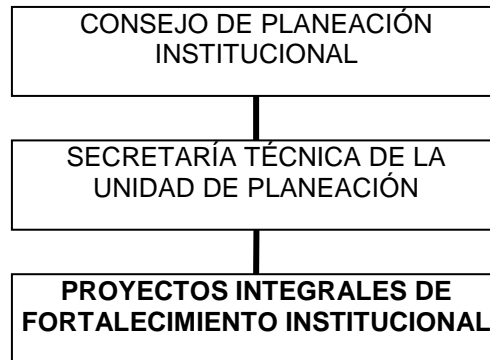 CONSEJO DE PLANEACIÓN
INSTITUCIONAL
SECRETARÍA TÉCNICA DE LA
UNIDAD DE PLANEACIÓN
PROYECTOS INTEGRALES DE
FORTALECIMIENTO INSTITUCIONAL